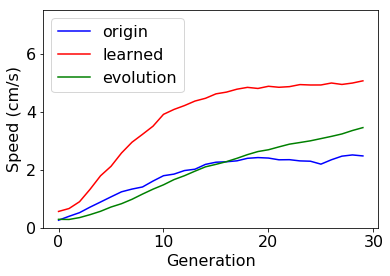 origin
learned
evolution
Speed (cm/s)
6
4
2
0
0 10 20 30
Generation